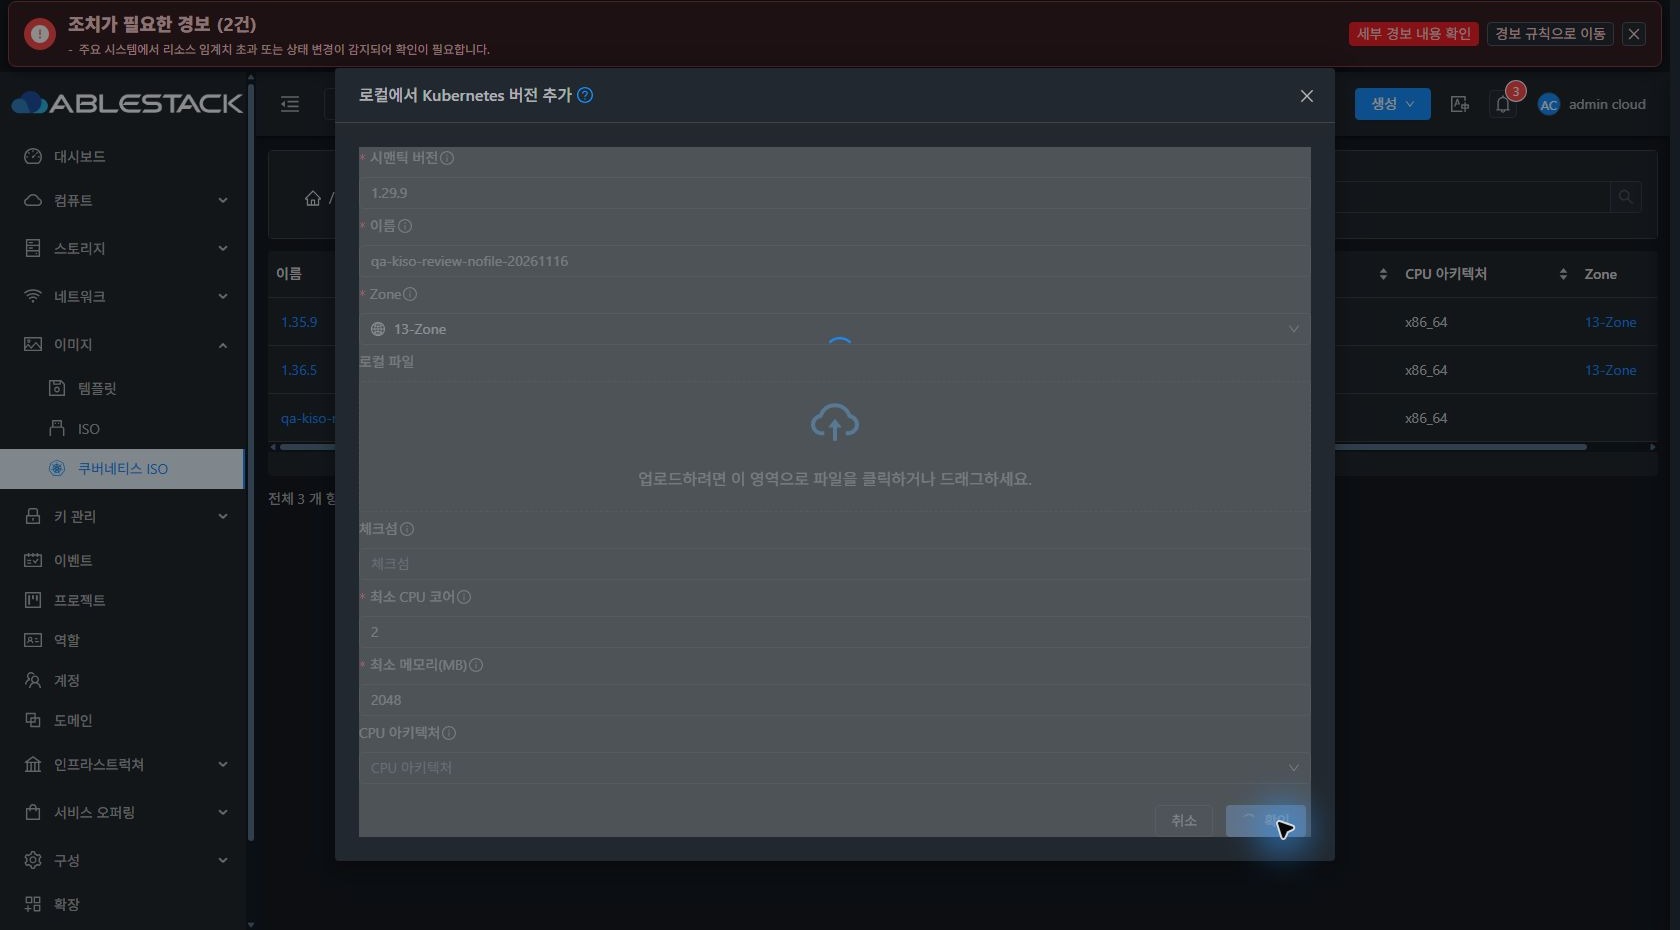 조치가 필요한 경보 (2건)
- 주요 시스템에서 리소스 임계치 초과 또는 상태 변경이 감지되어 확인이 필요합니다.
세부 경보 내용 확인
경보 규칙으로 이동
ABLESTACK
로컬에서 Kubernetes 버전 추가
생성
3
AC
admin cloud
대시보드
컴퓨트
스토리지
네트워크
이미지
템플릿
ISO
쿠버네티스 ISO
키 관리
이벤트
프로젝트
역할
계정
도메인
인프라스트럭쳐
서비스 오퍼링
구성
확장
/
이름
CPU 아키텍처
Zone
1.35.9
x86_64
13-Zone
1.36.5
x86_64
13-Zone
qa-kiso-r
x86_64
전체 3 개 항
* 시맨틱 버전
1.29.9
* 이름
qa-kiso-review-nofile-20261116
* Zone
13-Zone
로컬 파일
업로드하려면 이 영역으로 파일을 클릭하거나 드래그하세요.
체크섬
체크섬
* 최소 CPU 코어
2
* 최소 메모리(MB)
2048
CPU 아키텍처
CPU 아키텍처
취소
확인